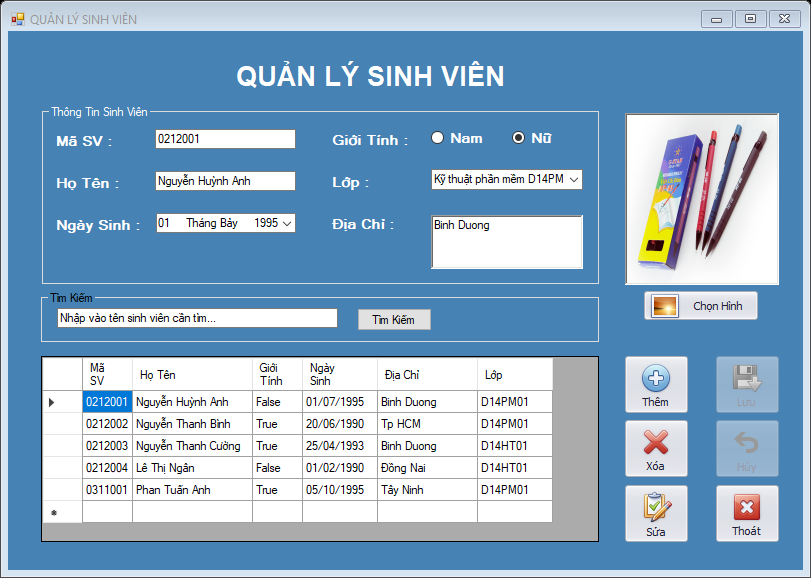 QUẢN LÝ SINH VIÊN
QUẢN LÝ SINH VIÊN
Thông Tin Sinh Viên
Mã SV : 0212001 Giới Tính : Nam Nữ
Họ Tên : Nguyễn Huỳnh Anh Lớp : Kỹ thuật phần mềm D14PM
Ngày Sinh : 01 Tháng Bảy 1995 Địa Chỉ : Binh Duong
Chọn Hình
Tìm Kiếm
Nhập vào tên sinh viên cần tìm... Tìm Kiếm
Mã SV Họ Tên Giới Tính Ngày Sinh Địa Chỉ Lớp
0212001 Nguyễn Huỳnh Anh False 01/07/1995 Binh Duong D14PM01
0212002 Nguyễn Thanh Bình True 20/06/1990 Tp HCM D14PM01
0212003 Nguyễn Thanh Cường True 25/04/1993 Binh Duong D14HT01
0212004 Lê Thị Ngân False 01/02/1990 Đồng Nai D14HT01
0311001 Phan Tuấn Anh True 05/10/1995 Tây Ninh D14PM01
Thêm Lưu
Xóa Hủy
Sửa Thoát